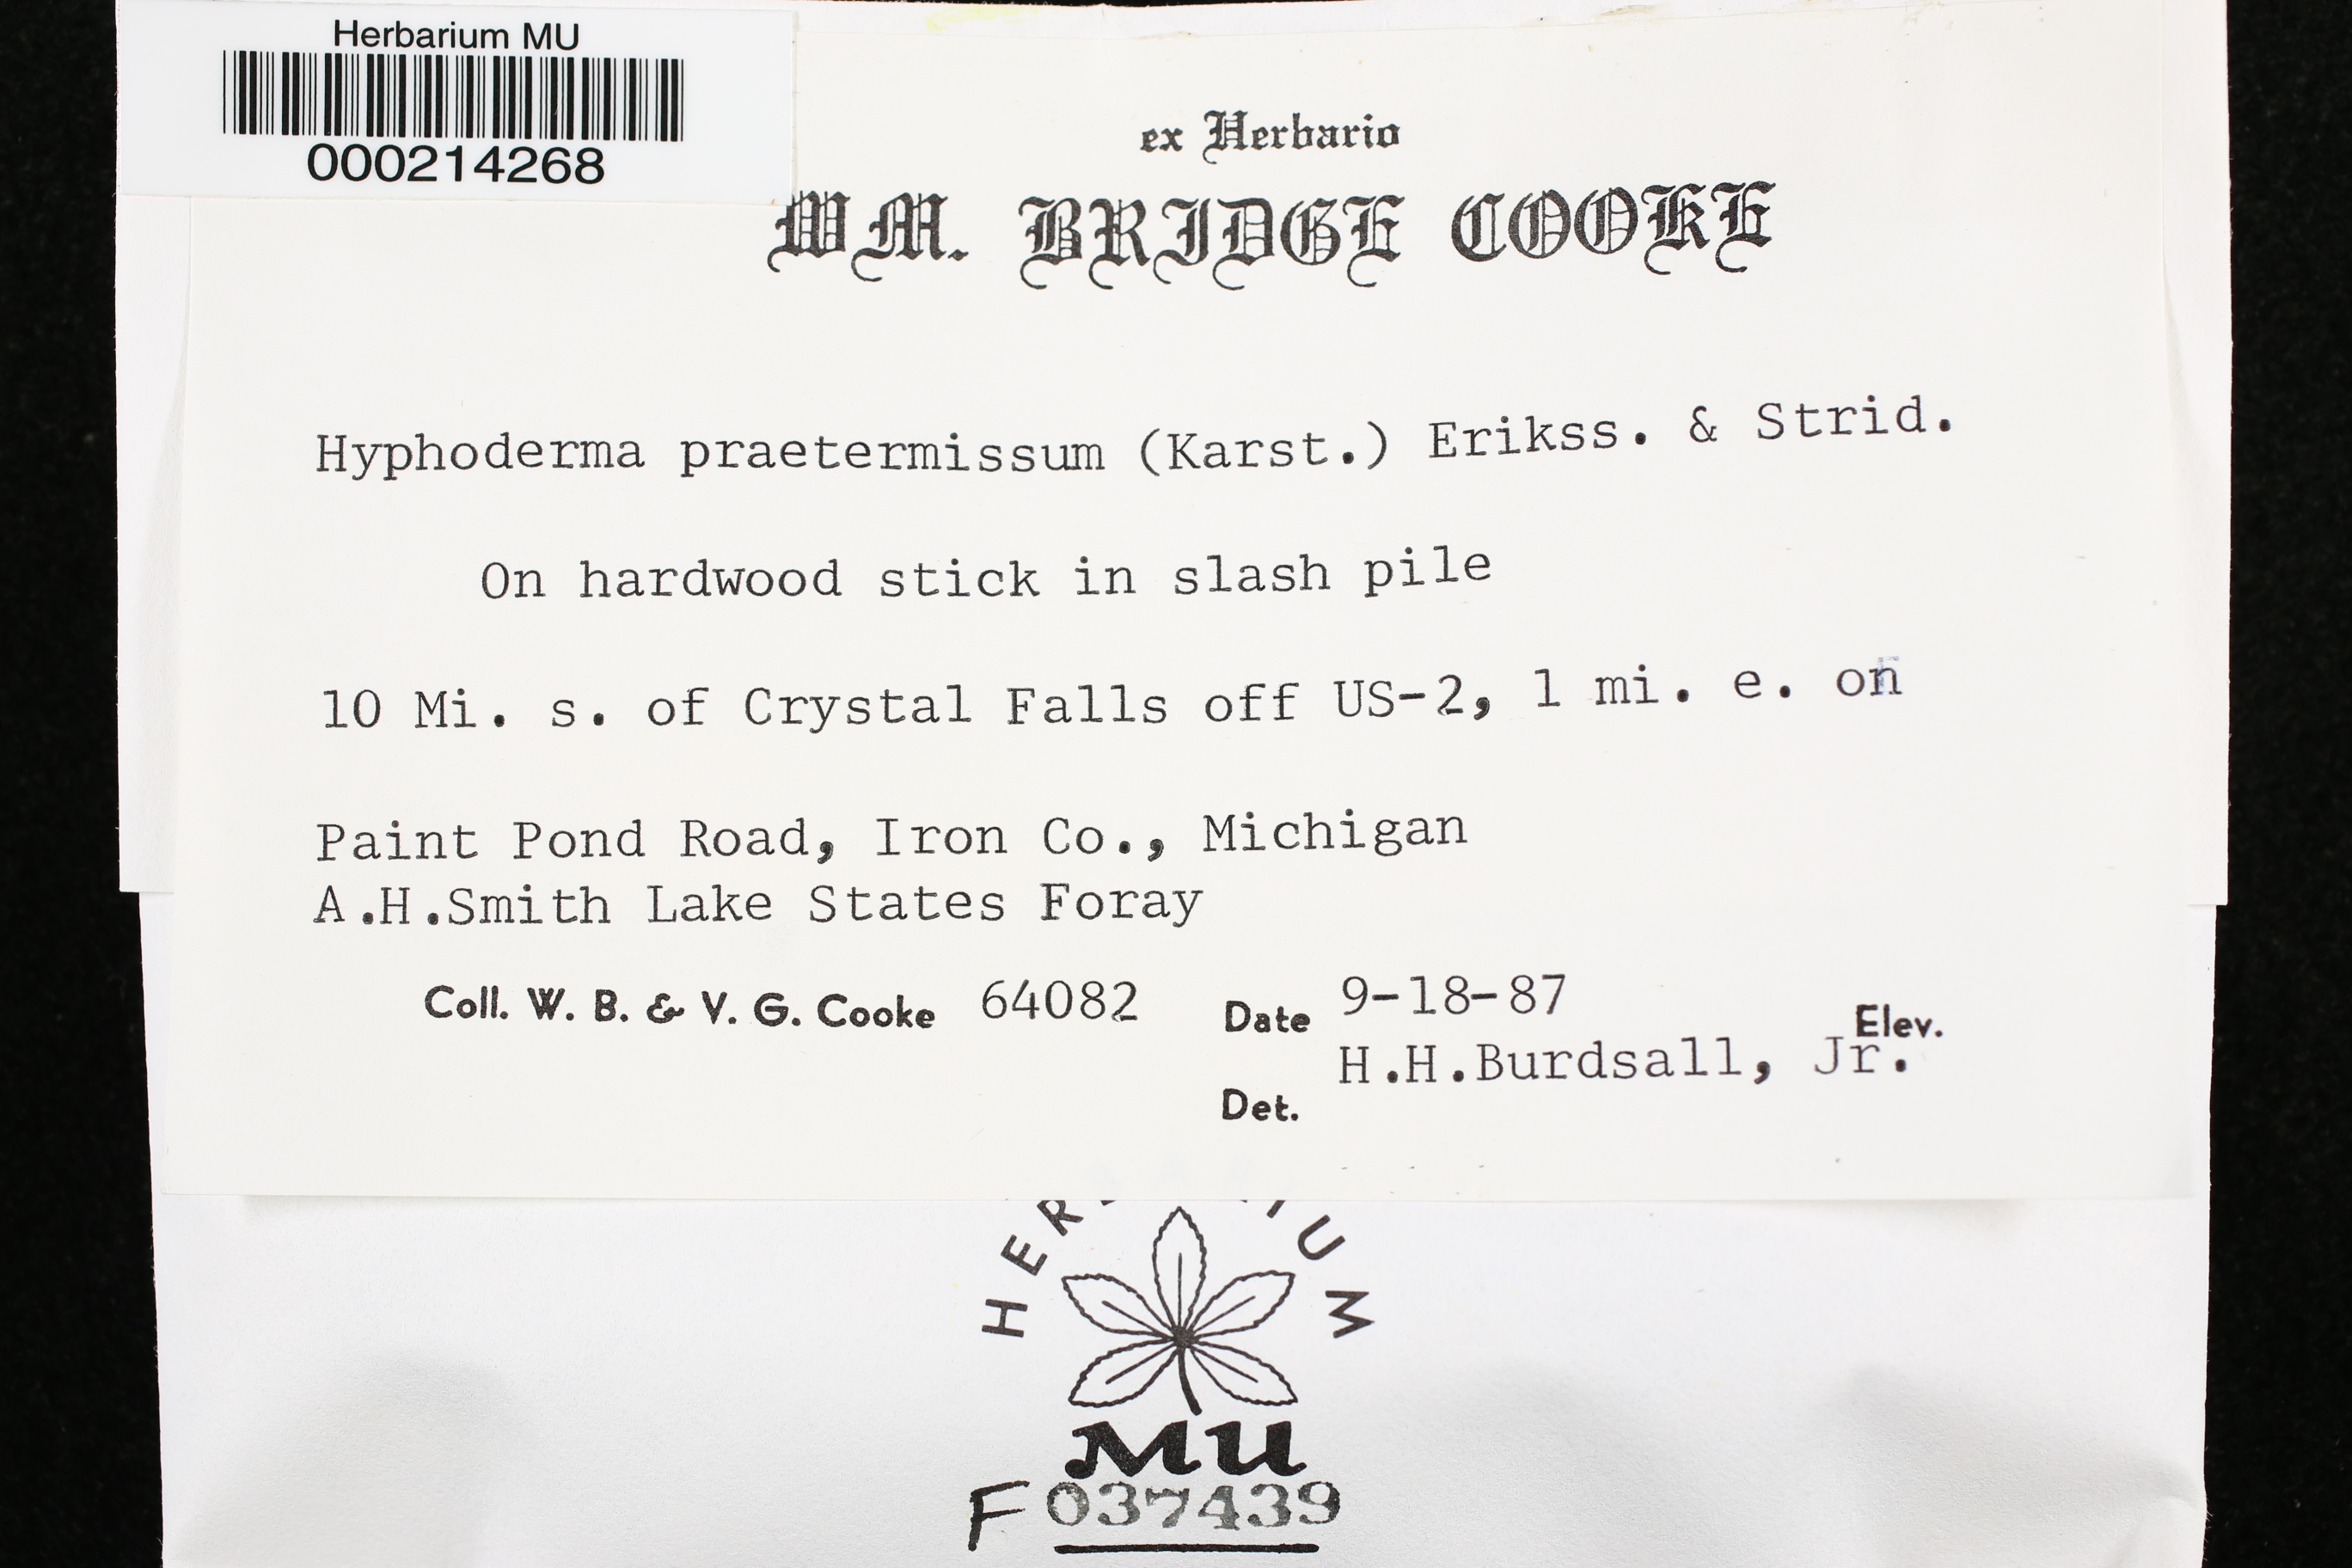 Herbarium MU
000214268
ex Herbario
WM. BRIDGE COOKE
Hyphoderma praetermissum (Karst.) Erikss. & Strid.
On hardwood stick in slash pile
10 Mi. s. of Crystal Falls off US-2, 1 mi. e. on
Paint Pond Road, Iron Co., Michigan
A.H.Smith Lake States Foray
Coll. W. B. & V. G. Cooke 64082 Date 9-18-87 Elev.
H.H.Burdsall, Jr.
Det.
HERBARIUM
MU
F 037439